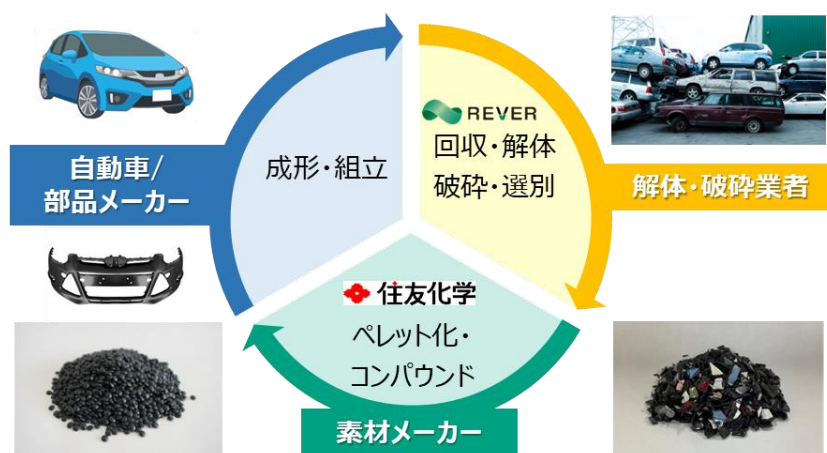 自動車/
部品メーカー
成形・組立
REVER
回収・解体
破砕・選別
解体・破砕業者
住友化学
ペレット化・
コンパウンド
素材メーカー